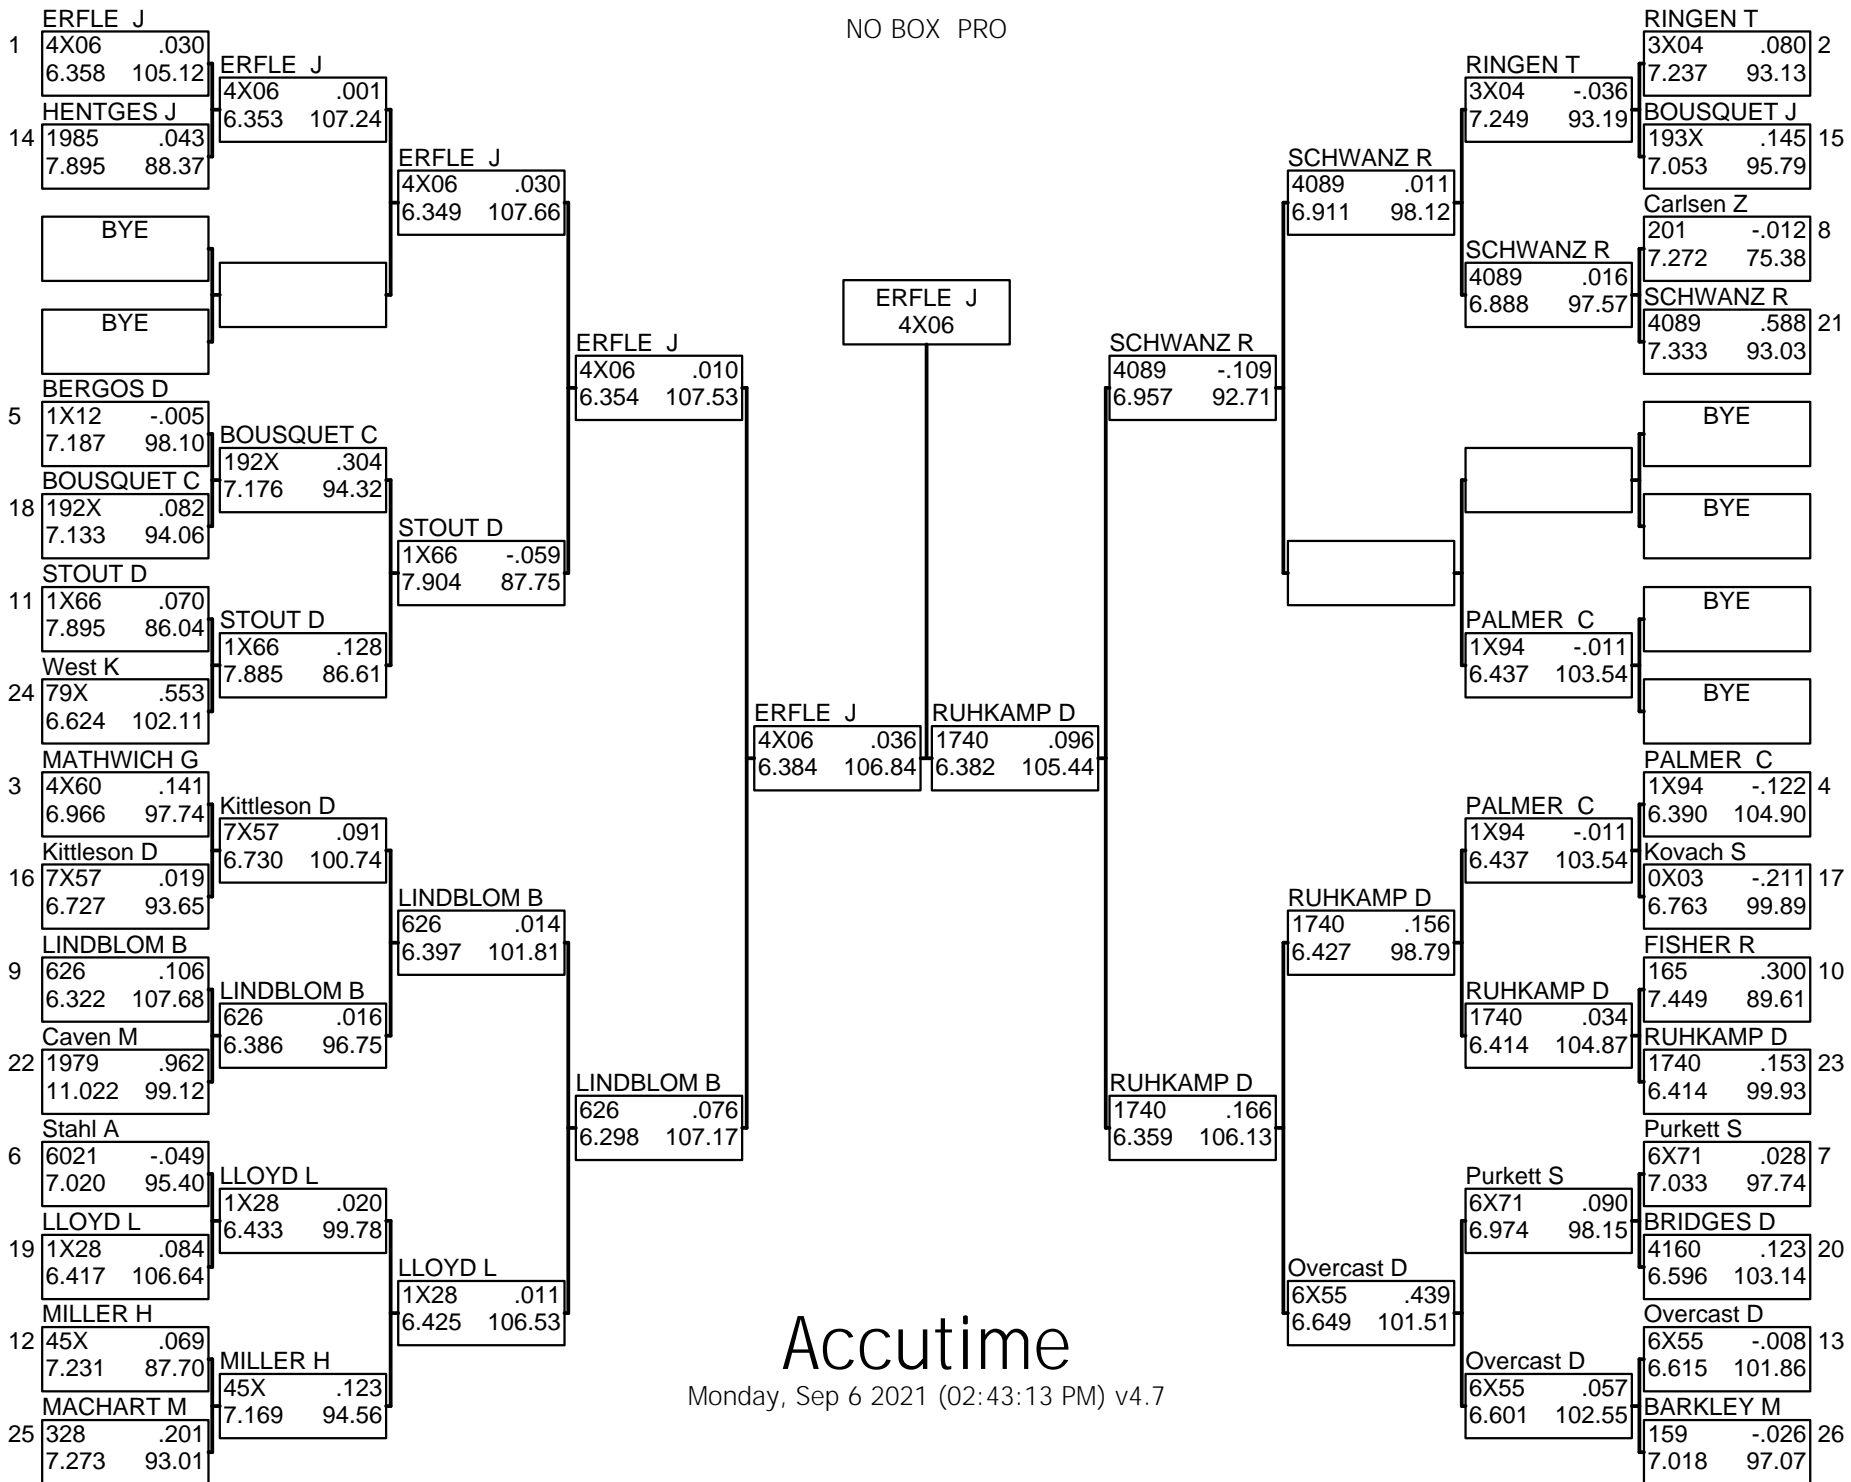 NO BOX PRO
ERFLE J
1 4X06 .030
6.358 105.12
HENTGES J
14 1985 .043
7.895 88.37
BYE
BYE
BERGOS D
5 1X12 -.005
7.187 98.10
BOUSQUET C
18 192X .082
7.133 94.06
STOUT D
11 1X66 .070
7.895 86.04
West K
24 79X .553
6.624 102.11
MATHWICH G
3 4X60 .141
6.966 97.74
Kittleson D
16 7X57 .019
6.727 93.65
LINDBLOM B
9 626 .106
6.322 107.68
Caven M
22 1979 .962
11.022 99.12
Stahl A
6 6021 -.049
7.020 95.40
LLOYD L
19 1X28 .084
6.417 106.64
MILLER H
12 45X .069
7.231 87.70
MACHART M
25 328 .201
7.273 93.01
ERFLE J
4X06 .001
6.353 107.24
BOUSQUET C
192X .304
7.176 94.32
STOUT D
1X66 .128
7.885 86.61
Kittleson D
7X57 .091
6.730 100.74
LINDBLOM B
626 .016
6.386 96.75
LLOYD L
1X28 .020
6.433 99.78
MILLER H
45X .123
7.169 94.56
ERFLE J
4X06 .030
6.349 107.66
STOUT D
1X66 -.059
7.904 87.75
LINDBLOM B
626 .014
6.397 101.81
LLOYD L
1X28 .011
6.425 106.53
ERFLE J
4X06 .010
6.354 107.53
LINDBLOM B
626 .076
6.298 107.17
ERFLE J
4X06 .036
6.384 106.84
ERFLE J
4X06
RUHKAMP D
1740 .096
6.382 105.44
SCHWANZ R
4089 -.109
6.957 92.71
RUHKAMP D
1740 .166
6.359 106.13
SCHWANZ R
4089 .011
6.911 98.12
RUHKAMP D
1740 .156
6.427 98.79
Overcast D
6X55 .439
6.649 101.51
RINGEN T
3X04 -.036
7.249 93.19
SCHWANZ R
4089 .016
6.888 97.57
PALMER C
1X94 -.011
6.437 103.54
PALMER C
1X94 -.011
6.437 103.54
RUHKAMP D
1740 .034
6.414 104.87
Purkett S
6X71 .090
6.974 98.15
Overcast D
6X55 .057
6.601 102.55
RINGEN T
3X04 .080 2
7.237 93.13
BOUSQUET J
193X .145 15
7.053 95.79
Carlsen Z
201 -.012 8
7.272 75.38
SCHWANZ R
4089 .588 21
7.333 93.03
BYE
BYE
BYE
BYE
PALMER C
1X94 -.122 4
6.390 104.90
Kovach S
0X03 -.211 17
6.763 99.89
FISHER R
165 .300 10
7.449 89.61
RUHKAMP D
1740 .153 23
6.414 99.93
Purkett S
6X71 .028 7
7.033 97.74
BRIDGES D
4160 .123 20
6.596 103.14
Overcast D
6X55 -.008 13
6.615 101.86
BARKLEY M
159 -.026 26
7.018 97.07
Accutime
Monday, Sep 6 2021 (02:43:13 PM) v4.7